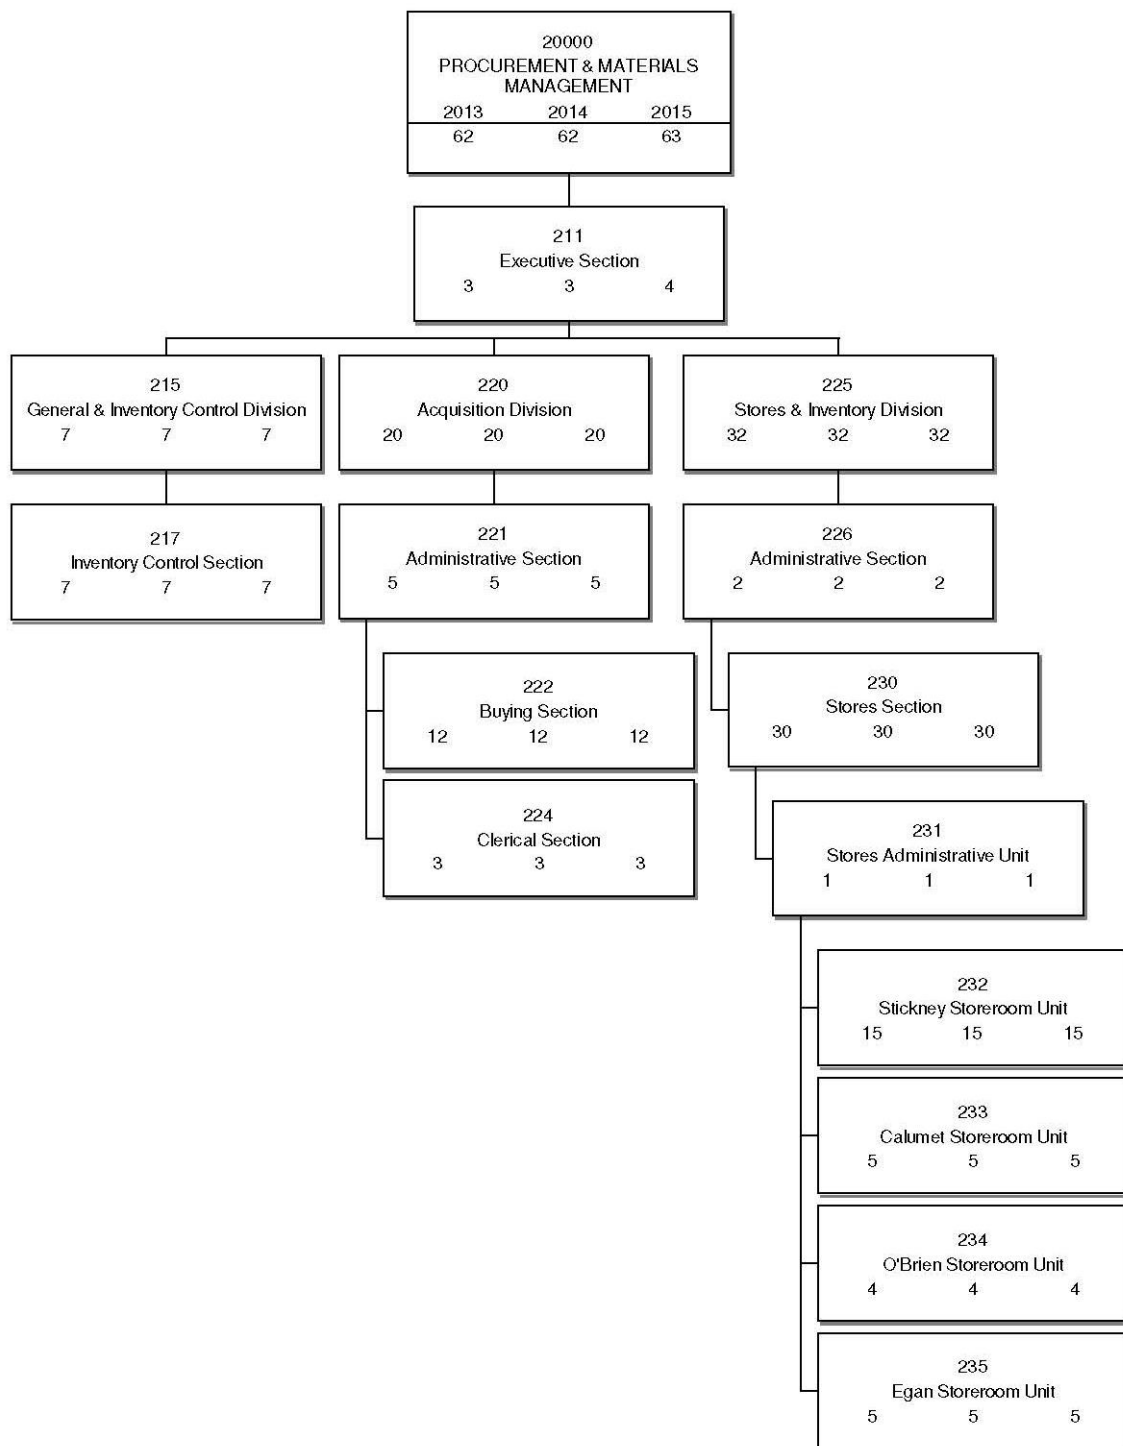 20000
PROCUREMENT & MATERIALS
MANAGEMENT
2013 2014 2015
62 62 63
211
Executive Section
3 3 4
215
General & Inventory Control Division
7 7 7
220
Acquisition Division
20 20 20
225
Stores & Inventory Division
32 32 32
217
Inventory Control Section
7 7 7
221
Administrative Section
5 5 5
226
Administrative Section
2 2 2
222
Buying Section
12 12 12
230
Stores Section
30 30 30
224
Clerical Section
3 3 3
231
Stores Administrative Unit
1 1 1
232
Stickney Storeroom Unit
15 15 15
233
Calumet Storeroom Unit
5 5 5
234
O'Brien Storeroom Unit
4 4 4
235
Egan Storeroom Unit
5 5 5